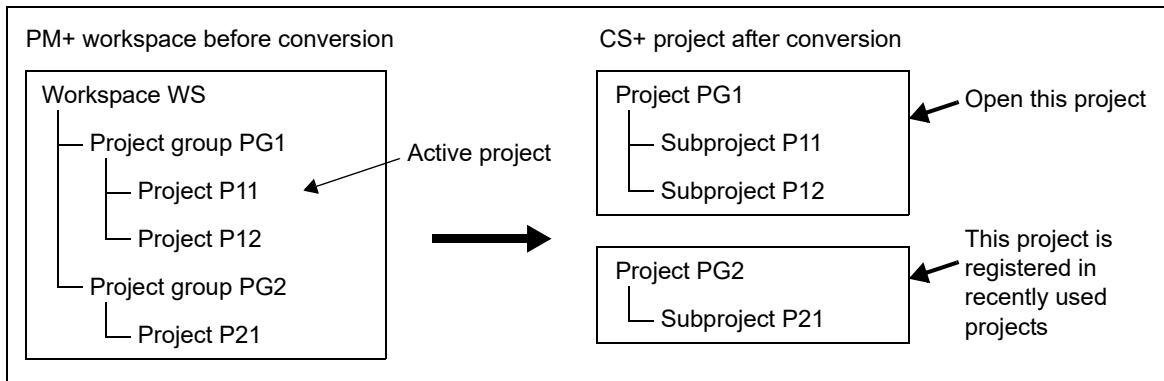 PM+ workspace before conversion
Workspace WS
Project group PG1
Project P11
Project P12
Project group PG2
Project P21
Active project
CS+ project after conversion
Project PG1
Subproject P11
Subproject P12
Open this project
Project PG2
Subproject P21
This project is
registered in
recently used
projects